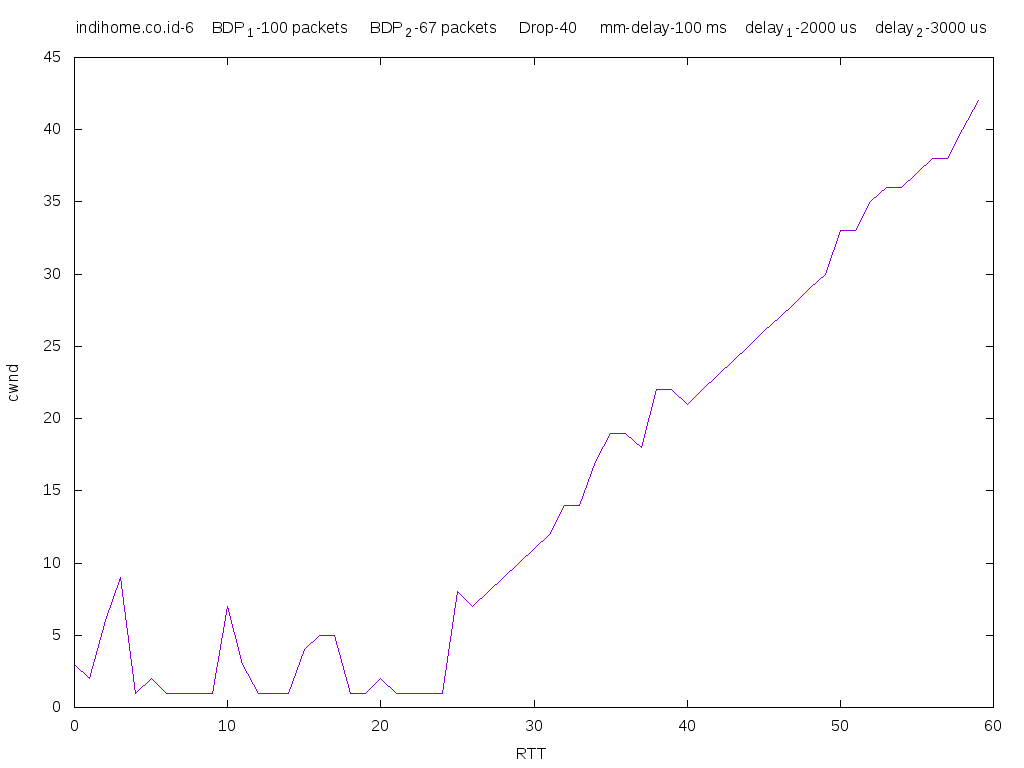 indihome.co.id-6 BDP1-100 packets BDP2-67 packets Drop-40 mm-delay-100 ms delay1-2000 us delay2-3000 us
45
40
35
30
25
20
15
10
5
0
cwnd
0 10 20 30 40 50 60
RTT